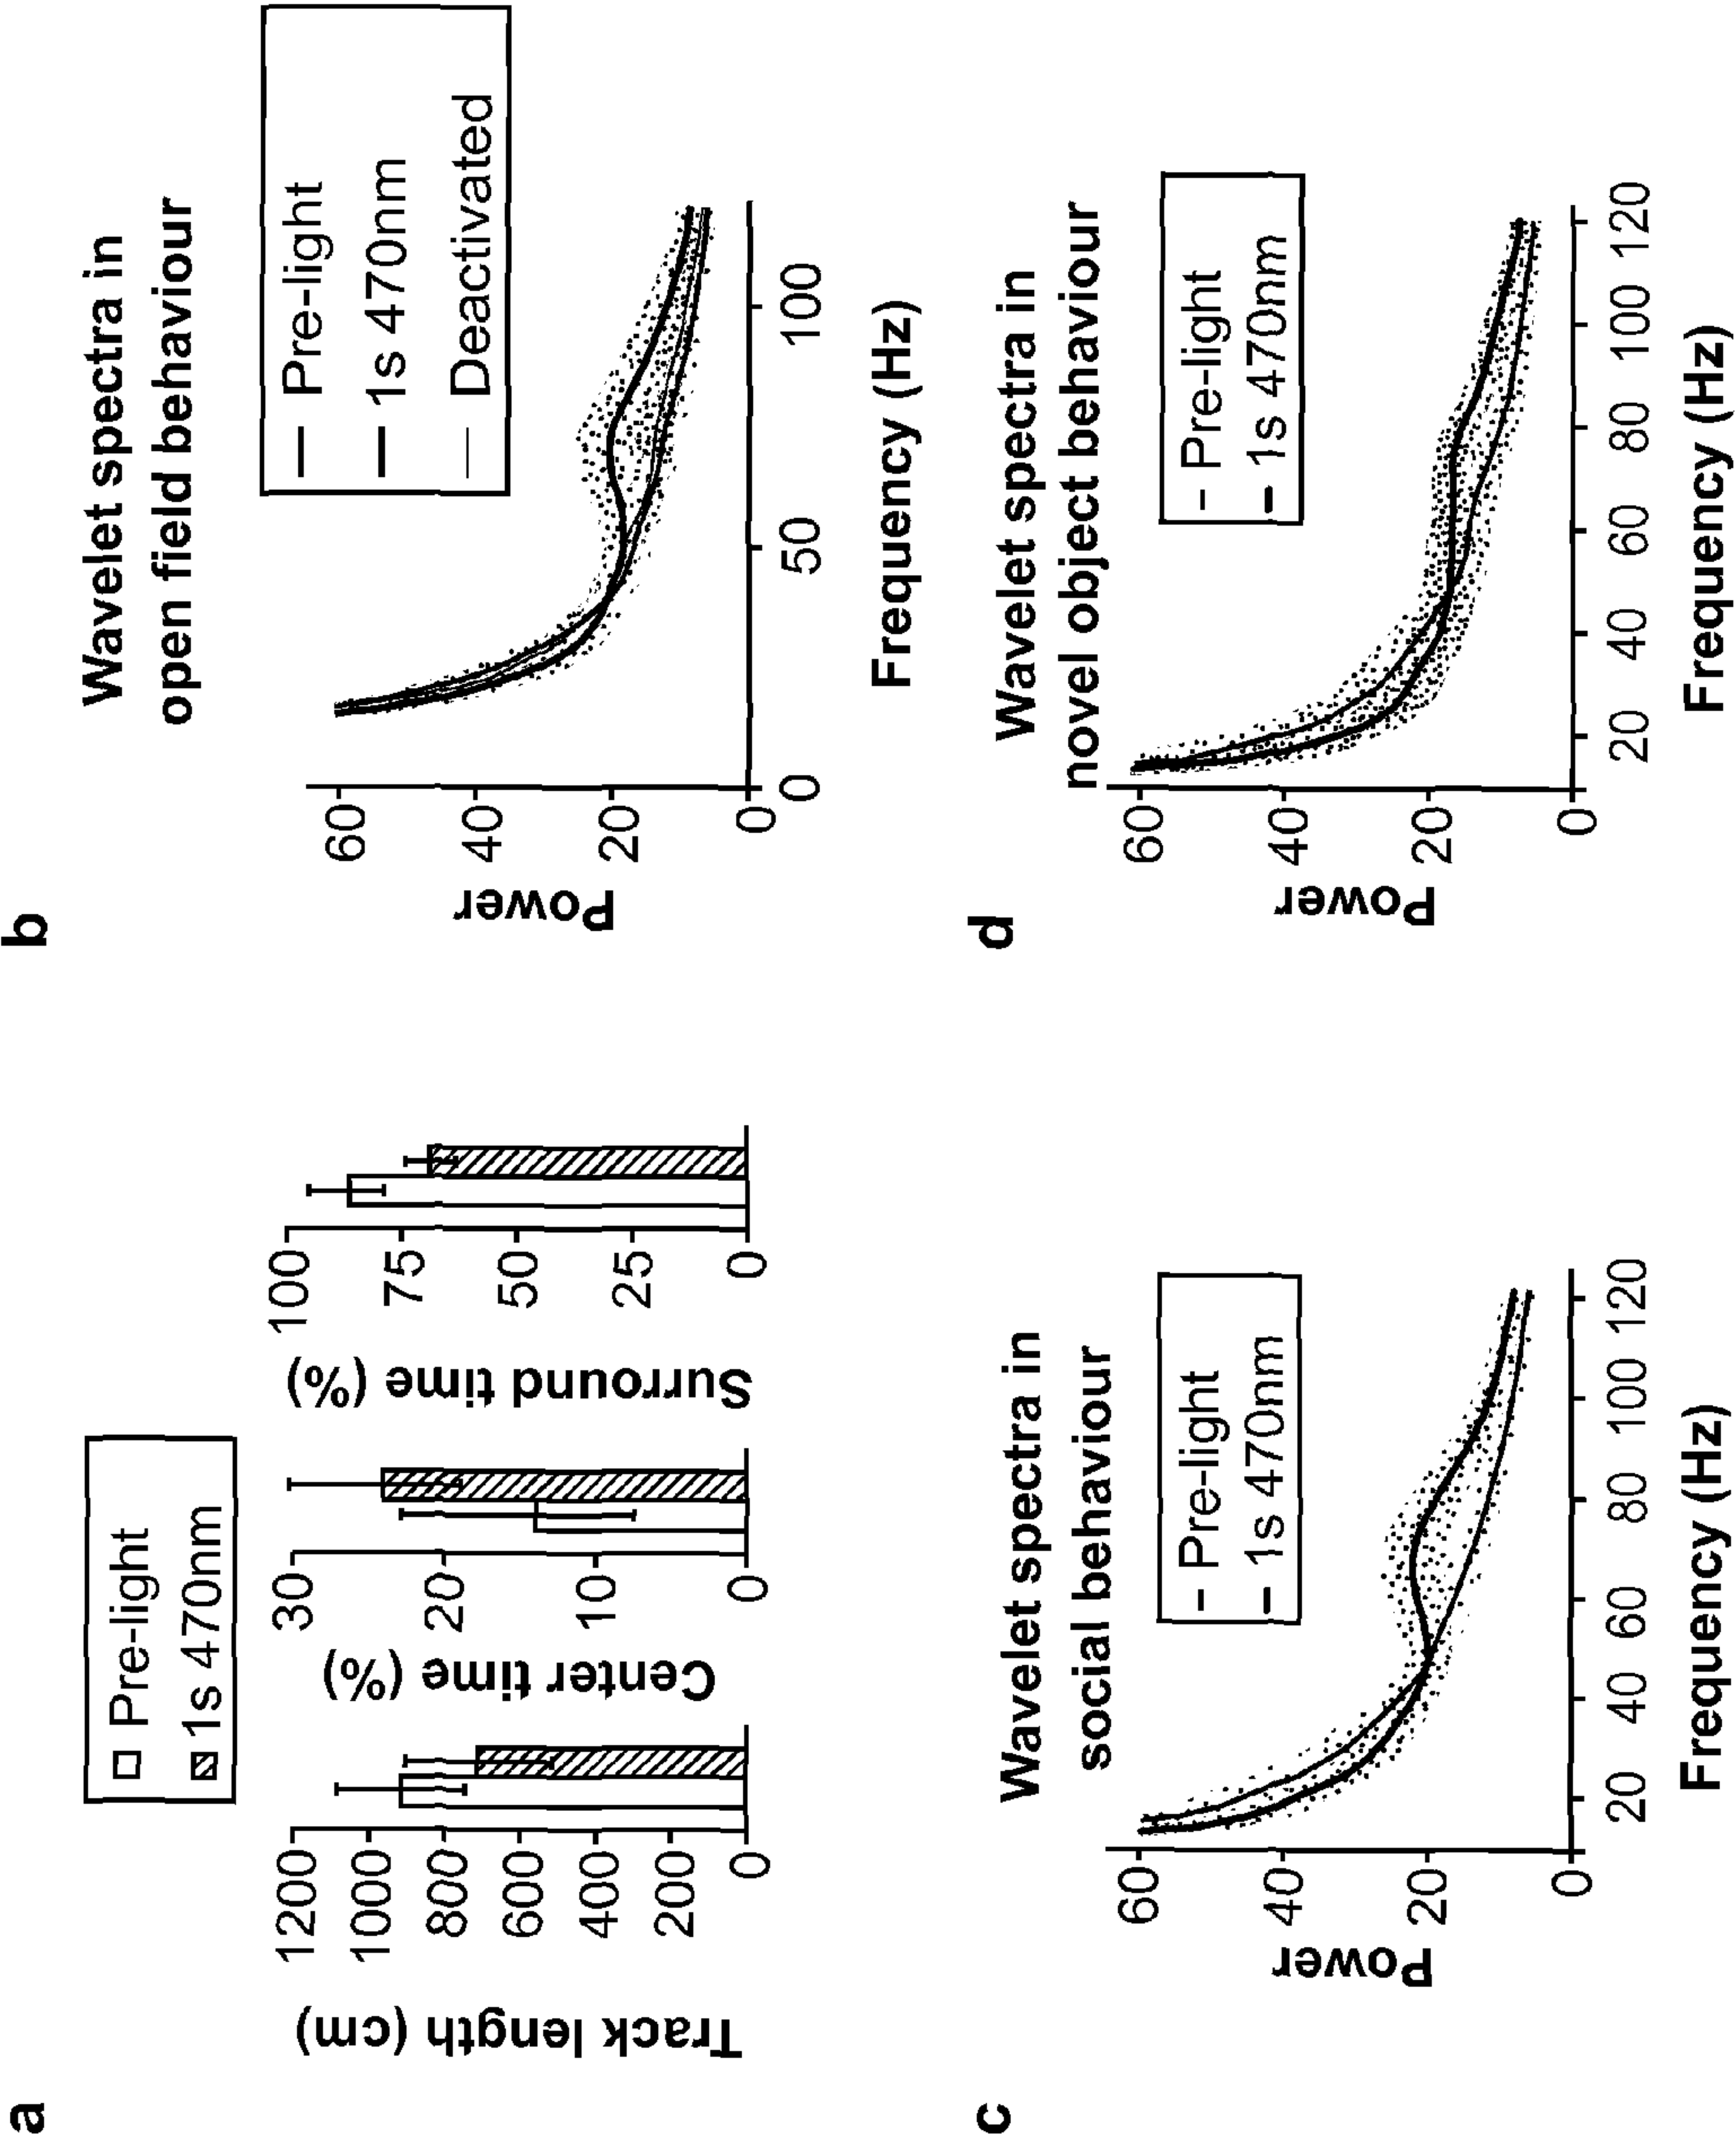 a
Pre-light
1s 470nm
Track length (cm)
1200
1000
800
600
400
200
0
Center time (%)
30
20
10
0
Surround time (%)
100
75
50
25
0
b
Wavelet spectra in
open field behaviour
Pre-light
1s 470nm
Deactivated
Power
60
40
20
0
0 50 100
Frequency (Hz)
c
Wavelet spectra in
social behaviour
Pre-light
1s 470nm
Power
60
40
20
0
20 40 60 80 100 120
Frequency (Hz)
d
Wavelet spectra in
novel object behaviour
Pre-light
1s 470nm
Power
60
40
20
0
20 40 60 80 100 120
Frequency (Hz)